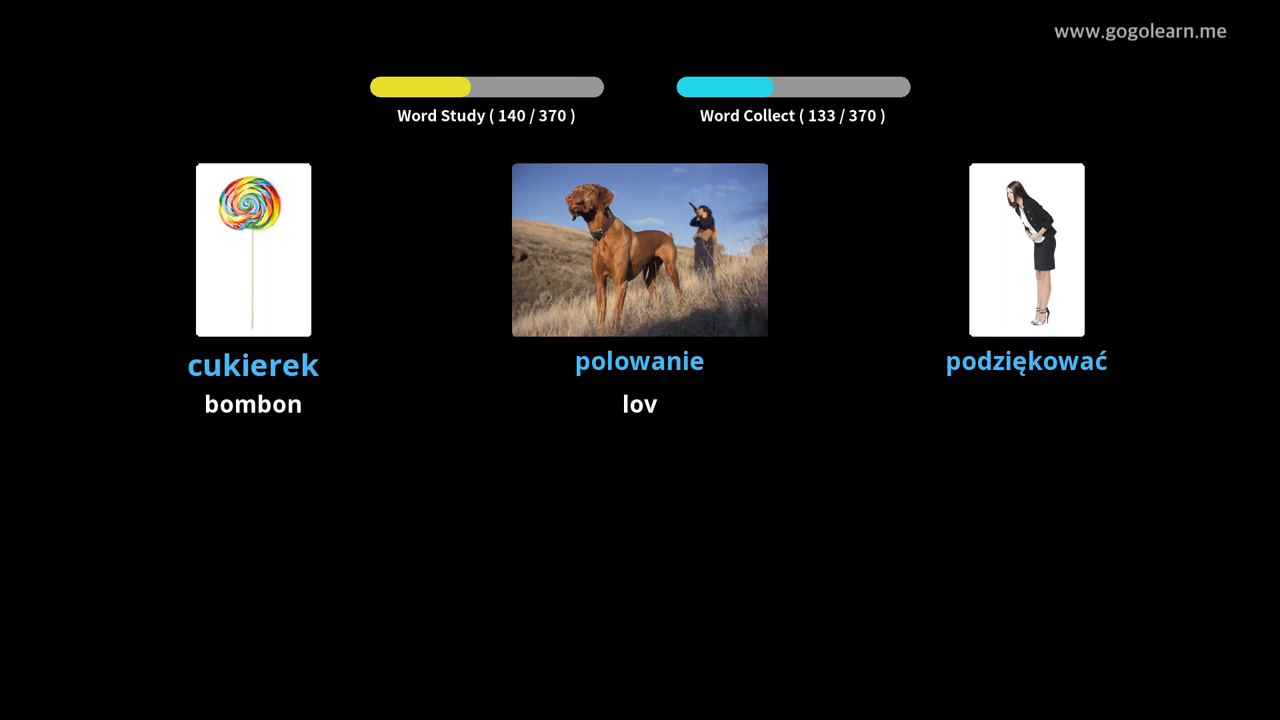 www.gogolearn.me
Word Study ( 140 / 370 )
Word Collect ( 133 / 370 )
cukierek
polowanie
podziękować
bombon
lov